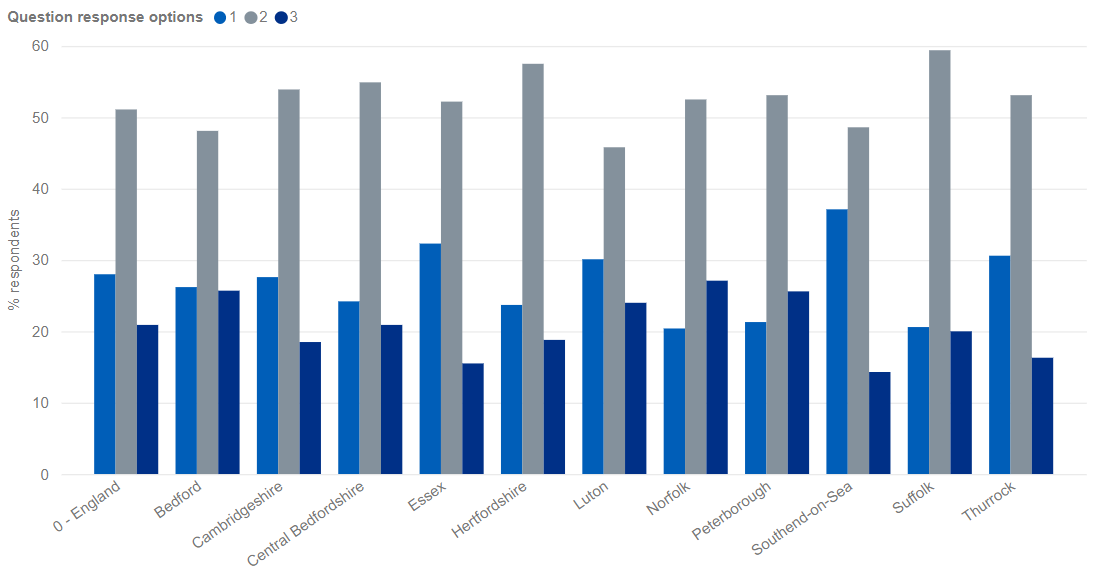 Question response options 1 2 3
60
50
40
30
20
10
0
% respondents
0 - England
Bedford
Cambridgeshire
Central Bedfordshire
Essex
Hertfordshire
Luton
Norfolk
Peterborough
Southend-on-Sea
Suffolk
Thurrock